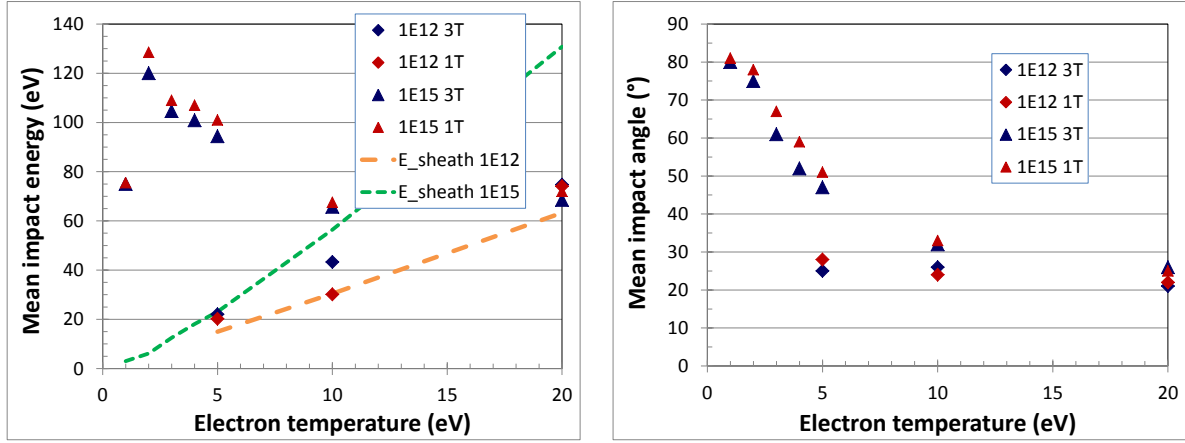 Mean impact energy (eV)
140
120
100
80
60
40
20
0
1E12 3T
1E12 1T
1E15 3T
1E15 1T
E_sheath 1E12
E_sheath 1E15
0
5
10
15
20
Electron temperature (eV)
Mean impact angle (°)
90
80
70
60
50
40
30
20
10
0
1E12 3T
1E12 1T
1E15 3T
1E15 1T
0
5
10
15
20
Electron temperature (eV)